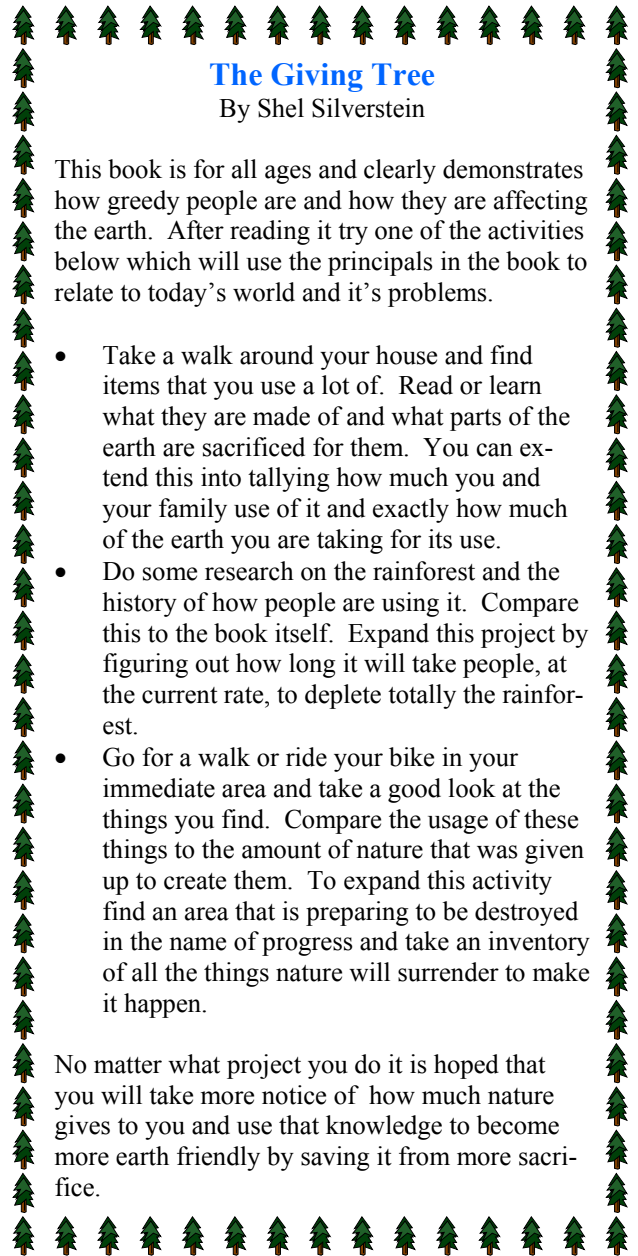 The Giving Tree
By Shel Silverstein
This book is for all ages and clearly demonstrates
how greedy people are and how they are affecting
the earth.  After reading it try one of the activities
below which will use the principals in the book to
relate to today’s world and it’s problems.
• Take a walk around your house and find
items that you use a lot of.  Read or learn
what they are made of and what parts of the
earth are sacrificed for them.  You can ex-
tend this into tallying how much you and
your family use of it and exactly how much
of the earth you are taking for its use.
• Do some research on the rainforest and the
history of how people are using it.  Compare
this to the book itself.  Expand this project by
figuring out how long it will take people, at
the current rate, to deplete totally the rainfor-
est.
• Go for a walk or ride your bike in your
immediate area and take a good look at the
things you find.  Compare the usage of these
things to the amount of nature that was given
up to create them.  To expand this activity
find an area that is preparing to be destroyed
in the name of progress and take an inventory
of all the things nature will surrender to make
it happen.
No matter what project you do it is hoped that
you will take more notice of  how much nature
gives to you and use that knowledge to become
more earth friendly by saving it from more sacri-
fice.